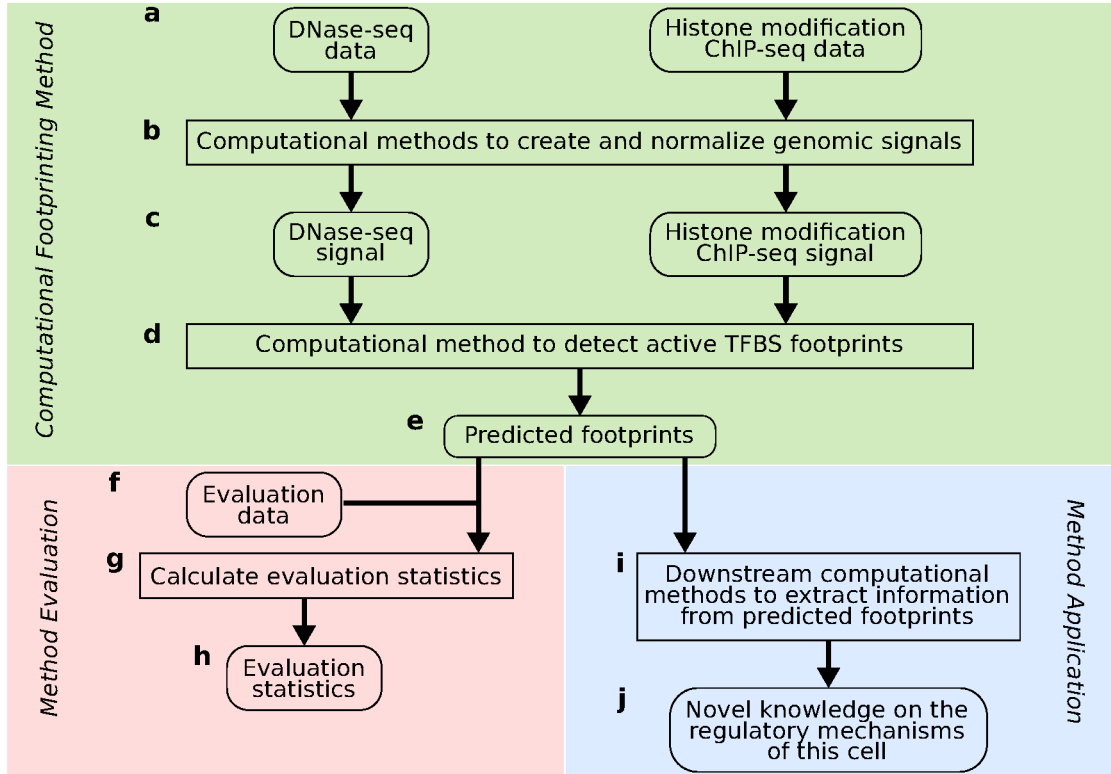 Computational Footprinting Method
a
DNase-seq
data
Histone modification
ChIP-seq data
b
Computational methods to create and normalize genomic signals
c
DNase-seq
signal
Histone modification
ChIP-seq signal
d
Computational method to detect active TFBS footprints
e
Predicted footprints
Method Evaluation
f
Evaluation
data
g
Calculate evaluation statistics
h
Evaluation
statistics
Method Application
i
Downstream computational
methods to extract information
from predicted footprints
j
Novel knowledge on the
regulatory mechanisms
of this cell